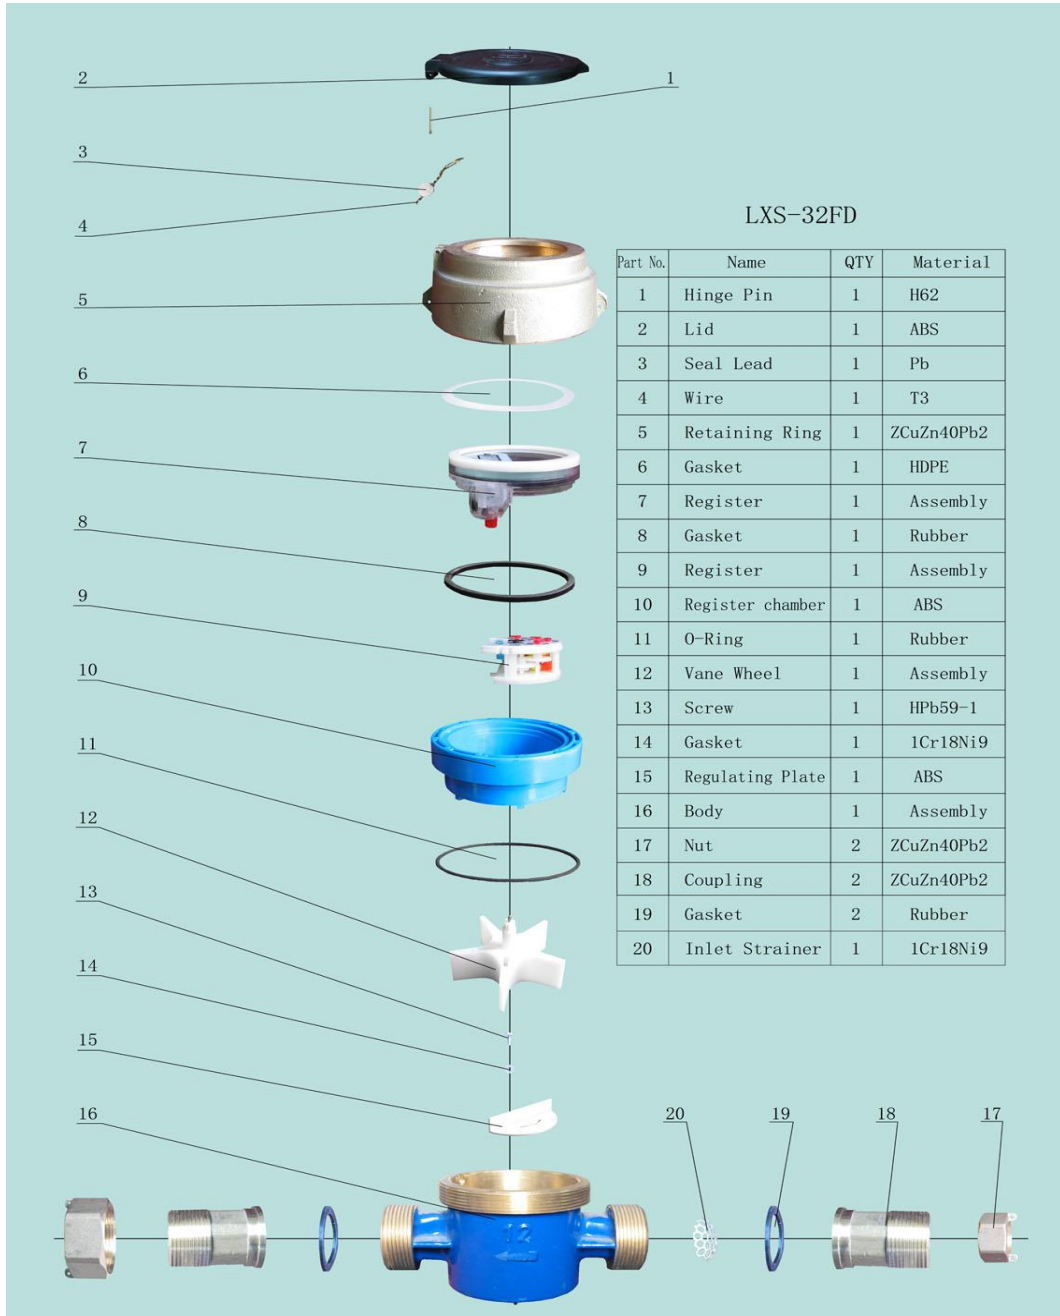 2
1
3
4
LXS-32FD
Part No. Name QTY Material
1 Hinge Pin 1 H62
2 Lid 1 ABS
3 Seal Lead 1 Pb
4 Wire 1 T3
5 Retaining Ring 1 ZCuZn40Pb2
6 Gasket 1 HDPE
7 Register 1 Assembly
8 Gasket 1 Rubber
9 Register 1 Assembly
10 Register chamber 1 ABS
11 O-Ring 1 Rubber
12 Vane Wheel 1 Assembly
13 Screw 1 HPb59-1
14 Gasket 1 1Cr18Ni9
15 Regulating Plate 1 ABS
16 Body 1 Assembly
17 Nut 2 ZCuZn40Pb2
18 Coupling 2 ZCuZn40Pb2
19 Gasket 2 Rubber
20 Inlet Strainer 1 1Cr18Ni9
5
6
7
8
9
10
11
12
13
14
15
16
20 19 18 17
12